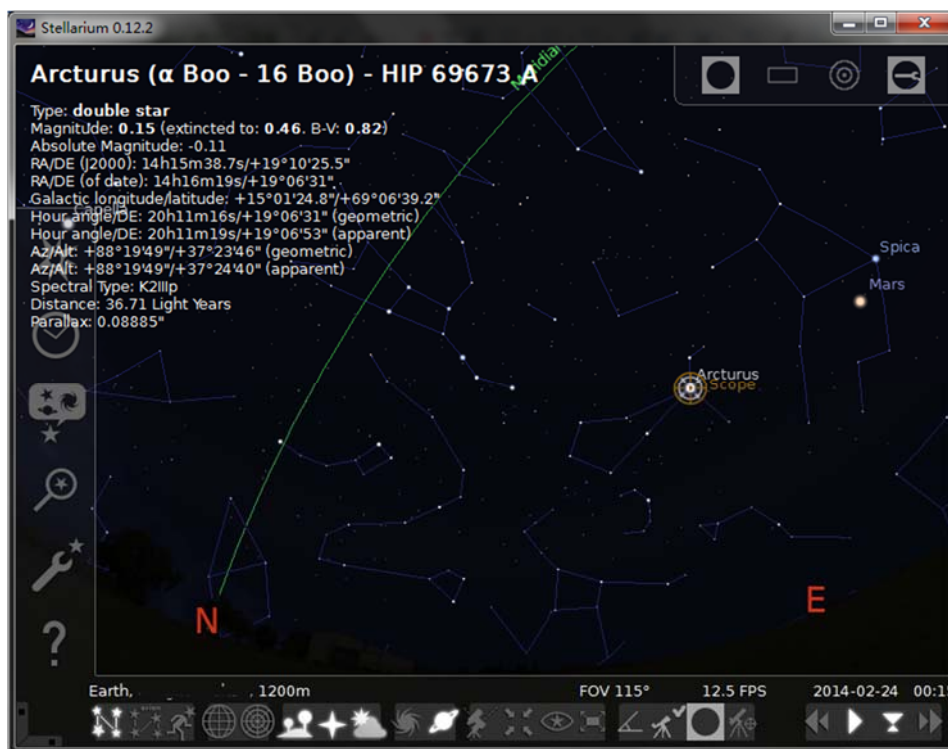 Stellarium 0.12.2
Arcturus (α Boo - 16 Boo) - HIP 69673 A
Meridian
Type: double star
Magnitude: 0.15 (extincted to: 0.46. B-V: 0.82)
Absolute Magnitude: -0.11
RA/DE (J2000): 14h15m38.7s/+19°10'25.5"
RA/DE (of date): 14h16m19s/+19°06'31"
Galactic longitude/latitude: +15°01'24.8"/+69°06'39.2"
Capella
Hour angle/DE: 20h11m16s/+19°06'31" (geometric)
Hour angle/DE: 20h11m19s/+19°06'53" (apparent)
Az/Alt: +88°19'49"/+37°23'46" (geometric)
Az/Alt: +88°19'49"/+37°24'40" (apparent)
Spectral Type: K2IIIp
Distance: 36.71 Light Years
Parallax: 0.08885"
Spica
Mars
Arcturus
Scope
E
N
Earth, 1200m FOV 115° 12.5 FPS 2014-02-24